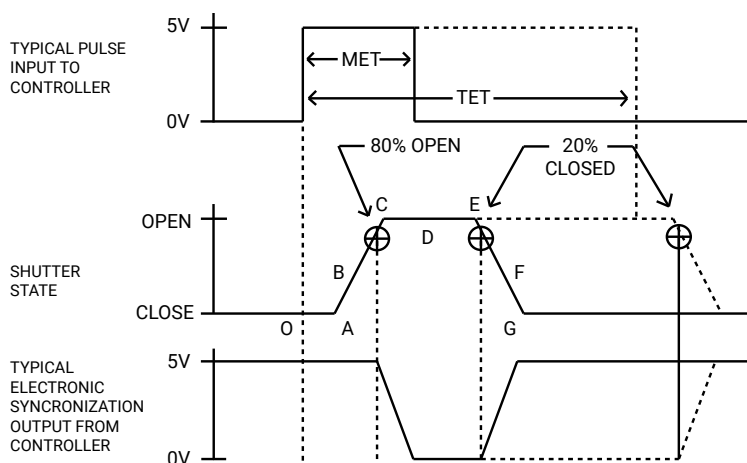 5V
TYPICAL PULSE
INPUT TO
CONTROLLER
MET
TET
0V
80% OPEN
20%
CLOSED
C
E
OPEN
D
B
F
SHUTTER
STATE
CLOSE
O
A
G
TYPICAL
ELECTRONIC
SYNCRONIZATION
OUTPUT FROM
CONTROLLER
5V
0V